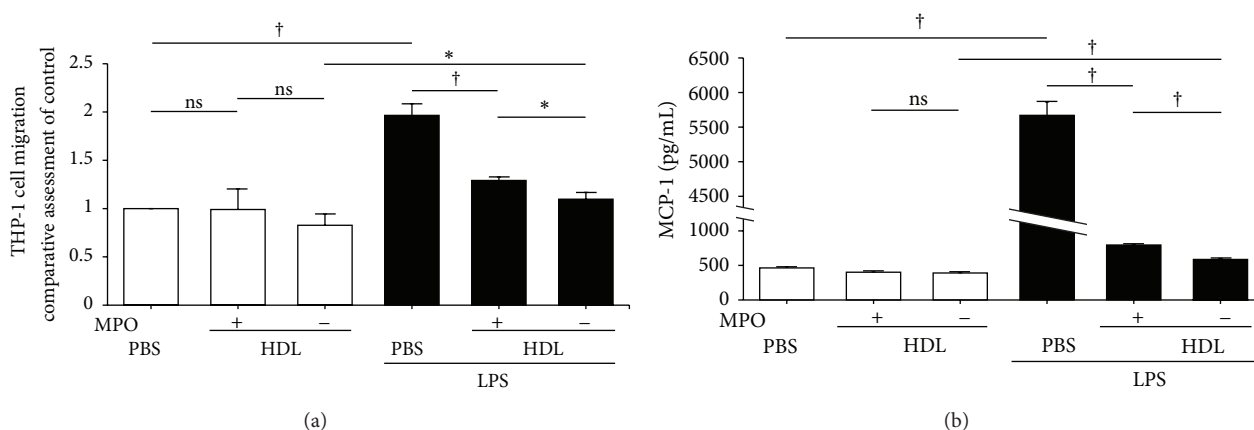 †
2.5
*
†
ns
ns
*
2
1.5
1
0.5
0
THP-1 cell migration
comparative assessment of control
MPO
+
−
+
−
PBS
HDL
PBS
HDL
LPS
(a)
†
6500
†
6000
†
†
ns
5500
5000
4500
1000
500
0
MCP-1 (pg/mL)
MPO
+
−
+
−
PBS
HDL
PBS
HDL
LPS
(b)